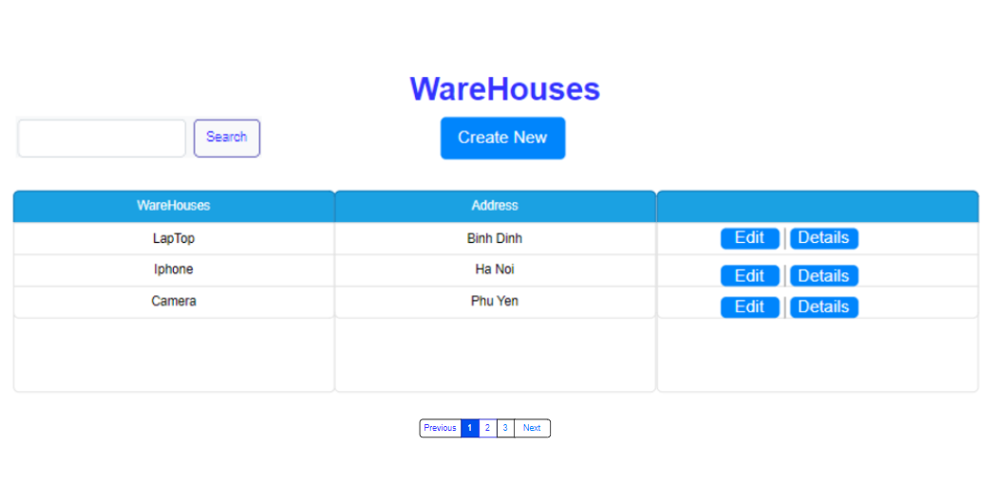 WareHouses
Search
Create New
WareHouses Address
LapTop Binh Dinh Edit | Details
Iphone Ha Noi Edit | Details
Camera Phu Yen Edit | Details
Previous 1 2 3 Next